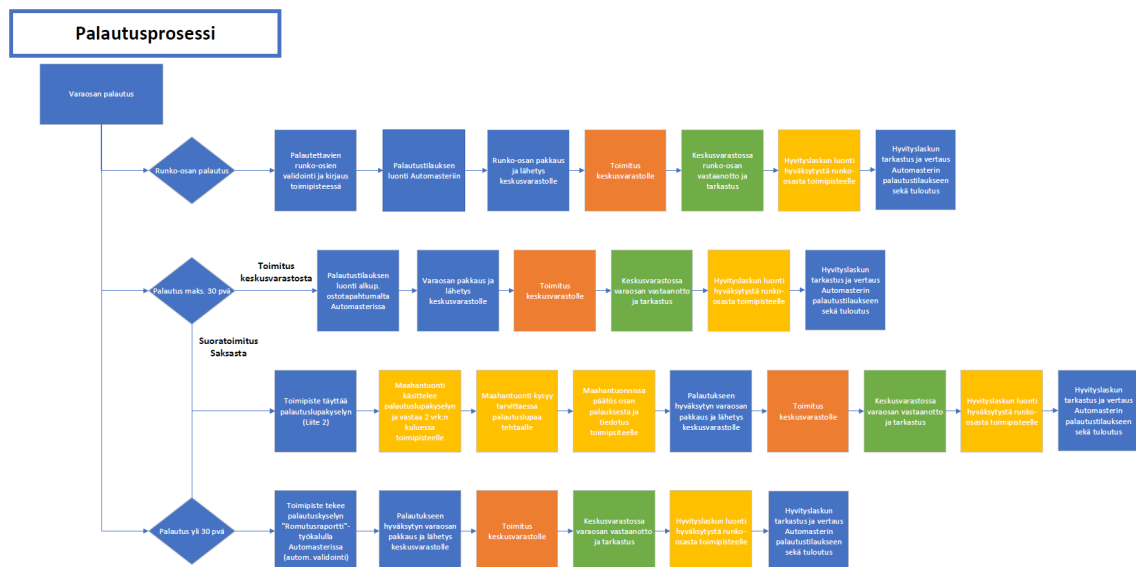 Palautusprosessi
Varaosan palautus
Runko-osan palautus
Palautettavien
runko-osien
validointi ja kirjaus
toimipisteessä
Palautustilauksen
luonti Automasteriin
Runko-osan pakkaus
ja lähetys
keskusvarastolle
Toimitus
keskusvarastolle
Keskusvarastossa
runko-osan
vastaanotto ja
tarkastus
Hyvityslaskun luonti
hyväksytystä runko-
osasta toimipisteelle
Hyvityslaskun
tarkastus ja vertaus
Automasterin
palautustilaukseen
sekä tuloutus
Palautus maks. 30 pvä
Toimitus
keskusvaratosta
Palautustilauksen
luonti alkup.
ostotapahtumalta
Automasterissa
Varaosan pakkaus ja
lähetys
keskusvarastolle
Toimitus
keskusvarastolle
Keskusvarastossa
varaosan vastaanotto
ja tarkastus
Hyvityslaskun luonti
hyväksytystä runko-
osasta toimipisteelle
Hyvityslaskun
tarkastus ja vertaus
Automasterin
palautustilaukseen
sekä tuloutus
Suoratoimitus
Saksasta
Toimipiste täyttää
palautuslupakyselyn
(Liite 2)
Maahantuonti
käsittelee
palautuslupakyselyn
ja vastaa 2 vrk:n
kuluessa
toimipisteelle
Maahantuonti kysyy
tarvittaessa
palautuslupaa
tehtaalle
Maahantuonnissa
päätös osan
palauksesta ja
tiedotus
toimipisteelle
Palautukseen
hyväksytyn varaosan
pakkaus ja lähetys
keskusvarastolle
Toimitus
keskusvarastolle
Keskusvarastossa
varaosan vastaanotto
ja tarkastus
Hyvityslaskun luonti
hyväksytystä runko-
osasta toimipisteelle
Hyvityslaskun
tarkastus ja vertaus
Automasterin
palautustilaukseen
sekä tuloutus
Palautus yli 30 pvä
Toimipiste tekee
palautuskyselyn
"Romutusraportti"-
työkalulla
Automasterissa
(autom. validointi)
Palautukseen
hyväksytyn varaosan
pakkaus ja lähetys
keskusvarastolle
Toimitus
keskusvarastolle
Keskusvarastossa
varaosan vastaanotto
ja tarkastus
Hyvityslaskun luonti
hyväksytystä runko-
osasta toimipisteelle
Hyvityslaskun
tarkastus ja vertaus
Automasterin
palautustilaukseen
sekä tuloutus